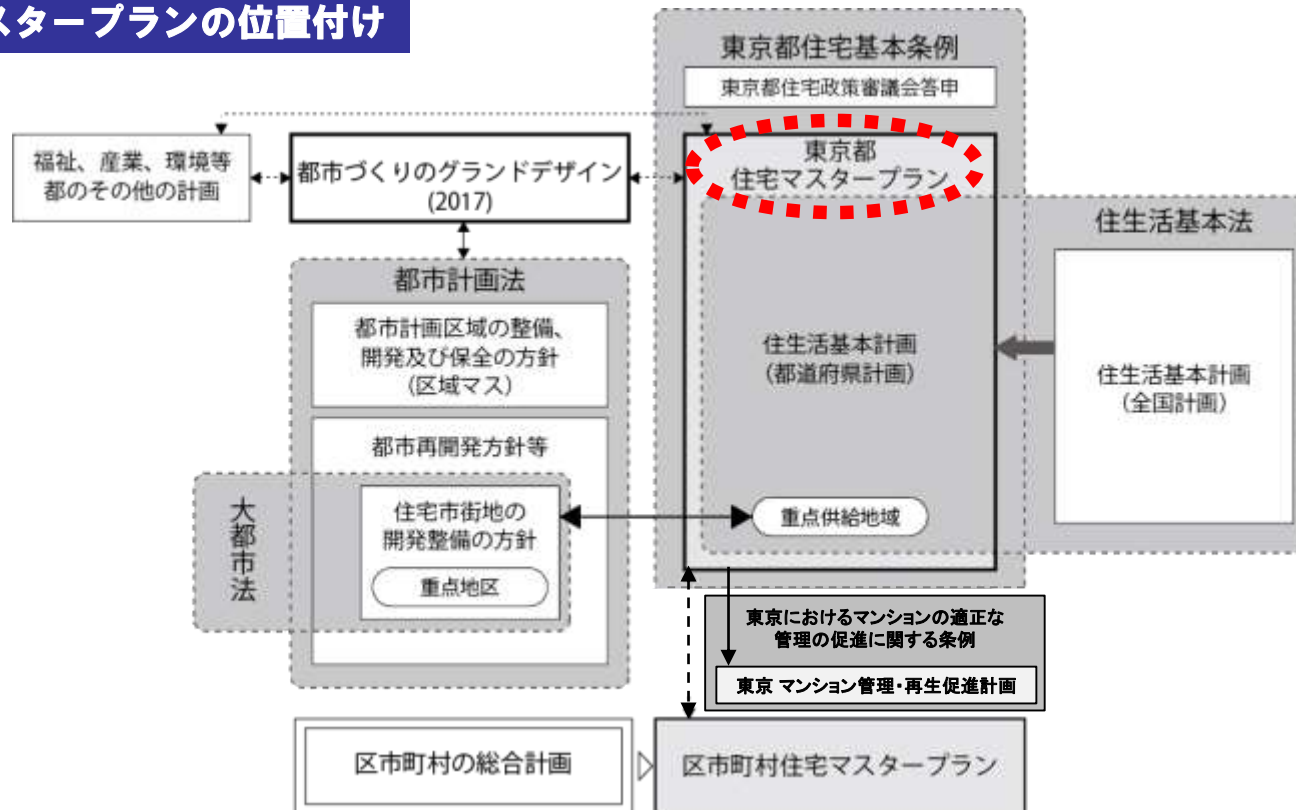 スタープランの位置付け
東京都住宅基本条例
東京都住宅政策審議会答申
福祉、産業、環境等
都のその他の計画
都市づくりのグランドデザイン
(2017)
東京都
住宅マスタープラン
住生活基本法
都市計画法
都市計画区域の整備、
開発及び保全の方針
（区域マス）
住生活基本計画
（都道府県計画）
住生活基本計画
（全国計画）
都市再開発方針等
大都市法
住宅市街地の
開発整備の方針
重点地区
重点供給地域
東京におけるマンションの適正な
管理の促進に関する条例
東京 マンション管理・再生促進計画
区市町村の総合計画
区市町村住宅マスタープラン